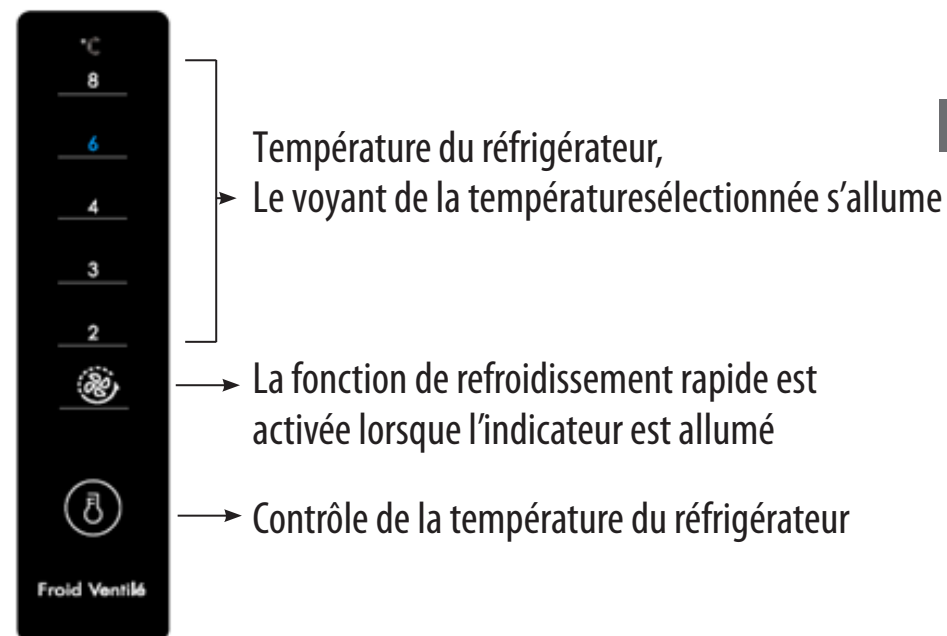 °C
8
6
4
3
2
Froid Ventilé
Température du réfrigérateur,
Le voyant de la températuresélectionnée s’allume
La fonction de refroidissement rapide est
activée lorsque l’indicateur est allumé
Contrôle de la température du réfrigérateur